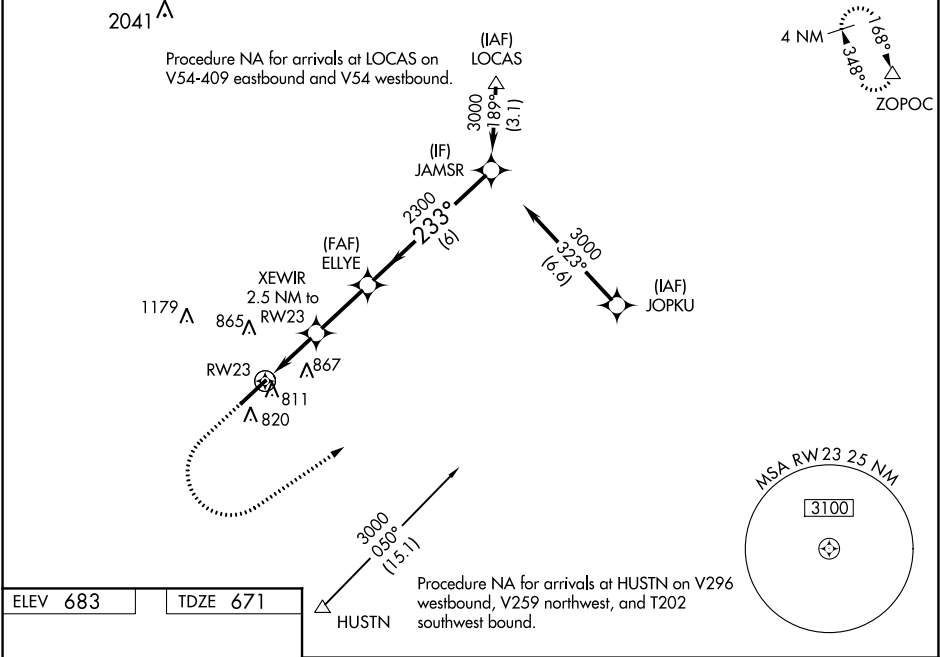 2041
Procedure NA for arrivals at LOCAS on
V54-409 eastbound and V54 westbound.
(IAF)
LOCAS
4 NM
168°
348°
ZOPOC
3000
189°
(3.1)
(IF)
JAMSR
2300
233°
(6)
(FAF)
ELLYE
3000
323°
(6.6)
(IAF)
JOPKU
XEWIR
2.5 NM to
RW23
1179
865
RW23
867
811
820
MSA RW23 25 NM
3100
3000
050°
(15.1)
HUSTN
Procedure NA for arrivals at HUSTN on V296
westbound, V259 northwest, and T202
southwest bound.
ELEV 683
TDZE 671